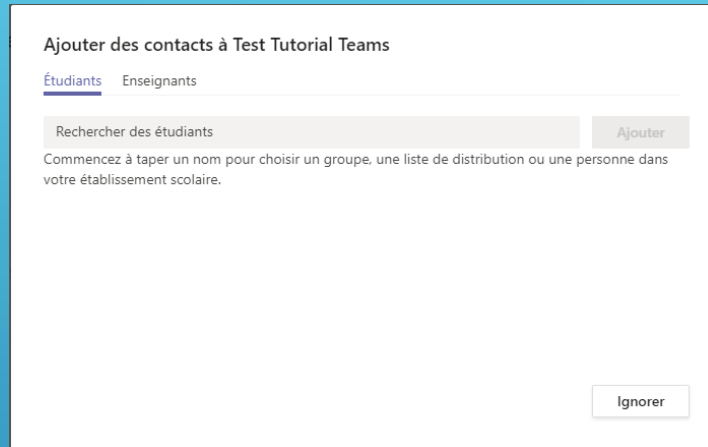 Ajouter des contacts à Test Tutorial Teams
Étudiants Enseignants
Rechercher des étudiants Ajouter
Commencez à taper un nom pour choisir un groupe, une liste de distribution ou une personne dans
votre établissement scolaire.
Ignorer